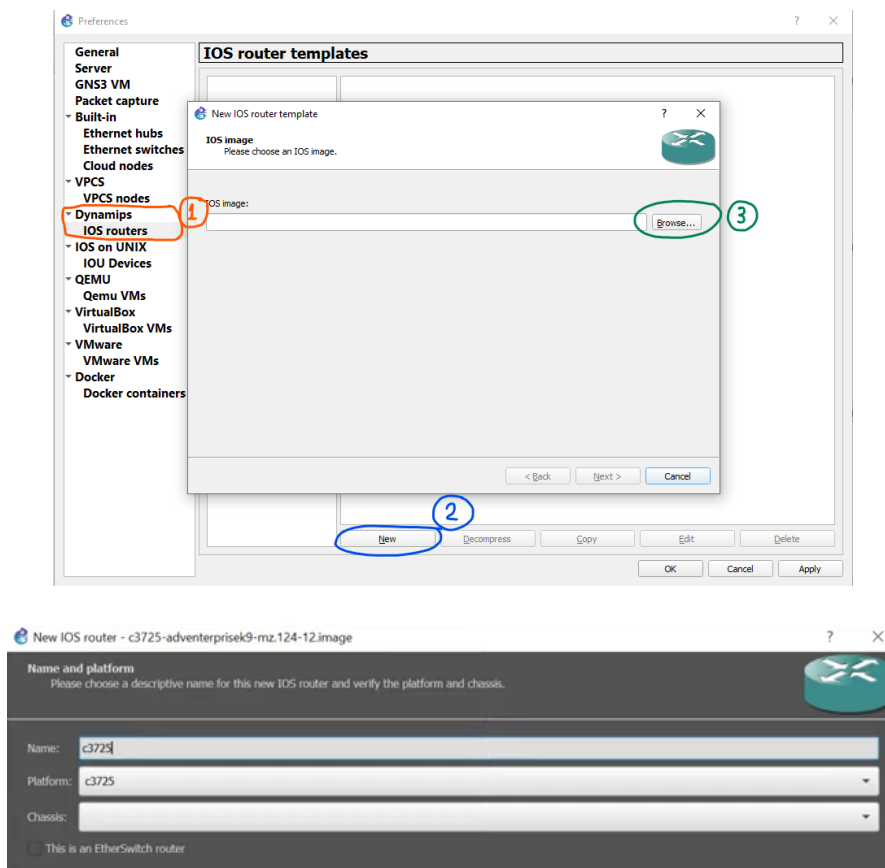 Preferences
? ×
General
Server
GNS3 VM
Packet capture
Built-in
Ethernet hubs
Ethernet switches
Cloud nodes
VPCS
VPCS nodes
Dynamips
IOS routers
IOS on UNIX
IOU Devices
QEMU
Qemu VMs
VirtualBox
VirtualBox VMs
VMware
VMware VMs
Docker
Docker containers
1
IOS router templates
New IOS router template
? ×
IOS image
Please choose an IOS image.
IOS image:
Browse...
3
< Back Next > Cancel
2
New Decompress Copy Edit Delete
OK Cancel Apply
New IOS router - c3725-adventerprisek9-mz.124-12.image
? ×
Name and platform
Please choose a descriptive name for this new IOS router and verify the platform and chassis.
Name: c3725
Platform: c3725
Chassis:
This is an EtherSwitch router